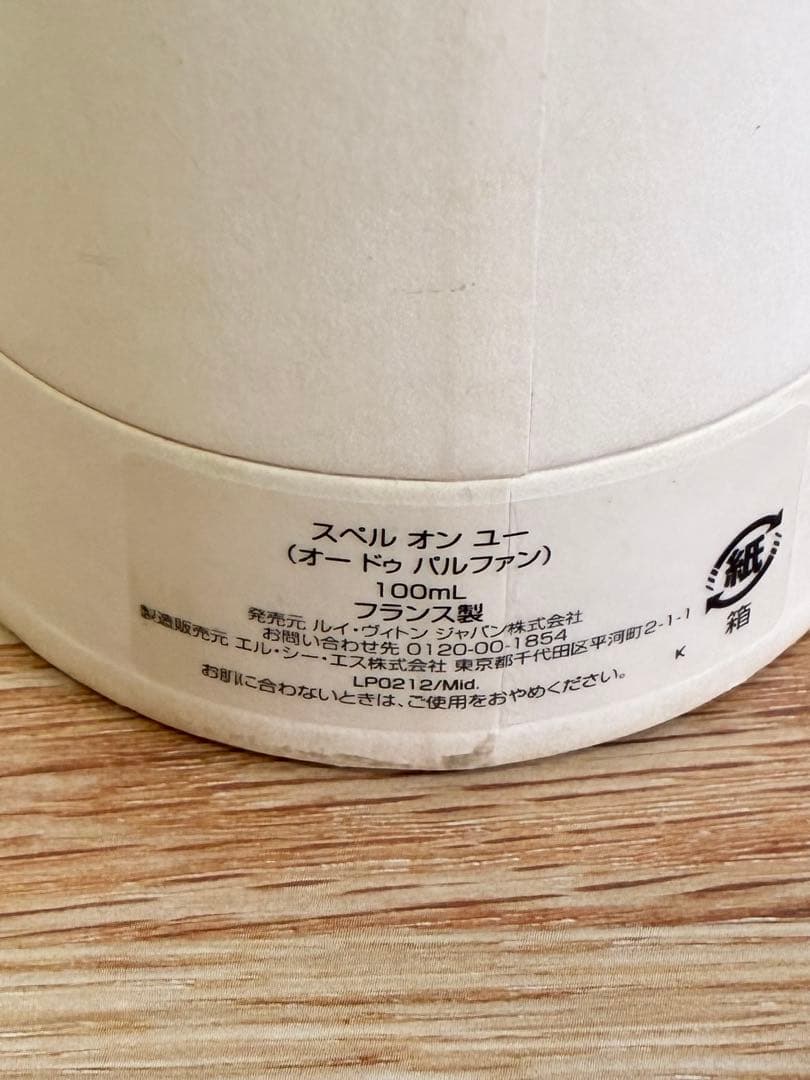 スペル オン ユー
(オー ドゥ パルファン)
100mL
フランス製
発売元 ルイ・ヴィトン ジャパン株式会社
お問い合わせ先 0120-00-1854
製造販売元 エル・シー・エス株式会社 東京都千代田区平河町2-1-1
LP0212/Mid.
K
お肌に合わないときは、ご使用をおやめください。
紙
箱